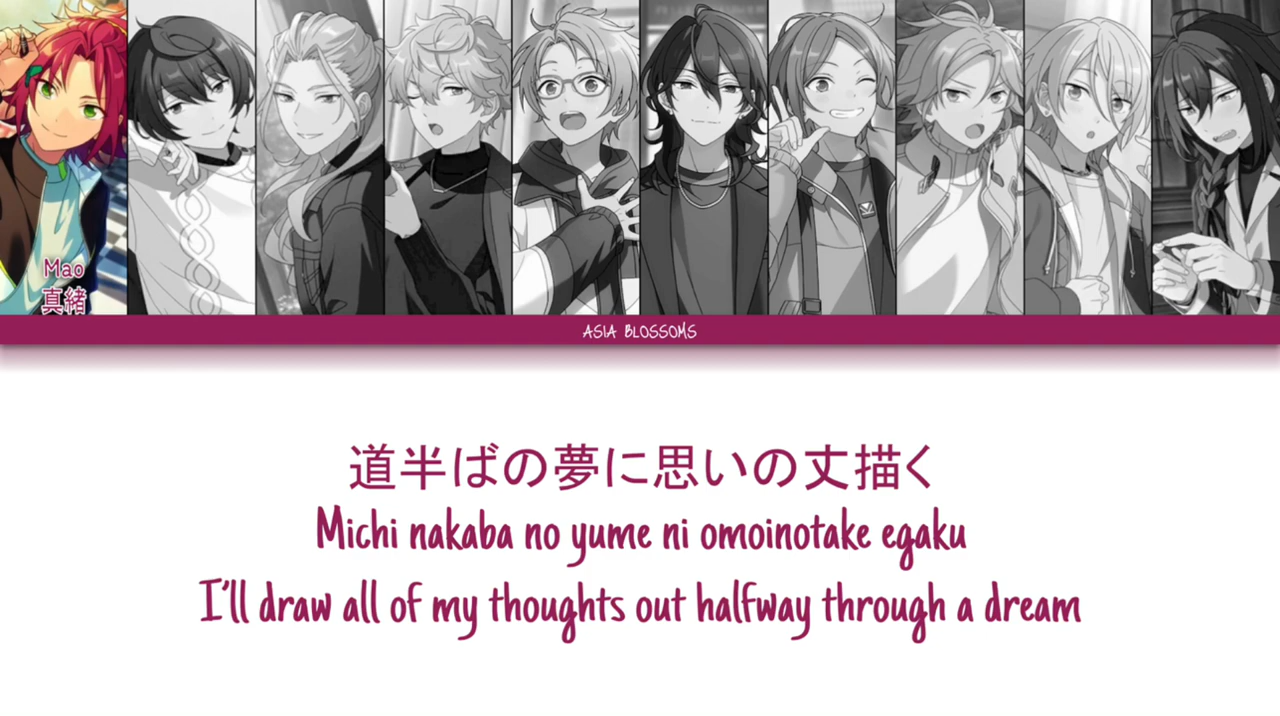 Mao
真緒
ASIA BLOSSOMS
道半ばの夢に思いの丈描く
Michi nakaba no yume ni omoinotake egaku
I'll draw all of my thoughts out halfway through a dream